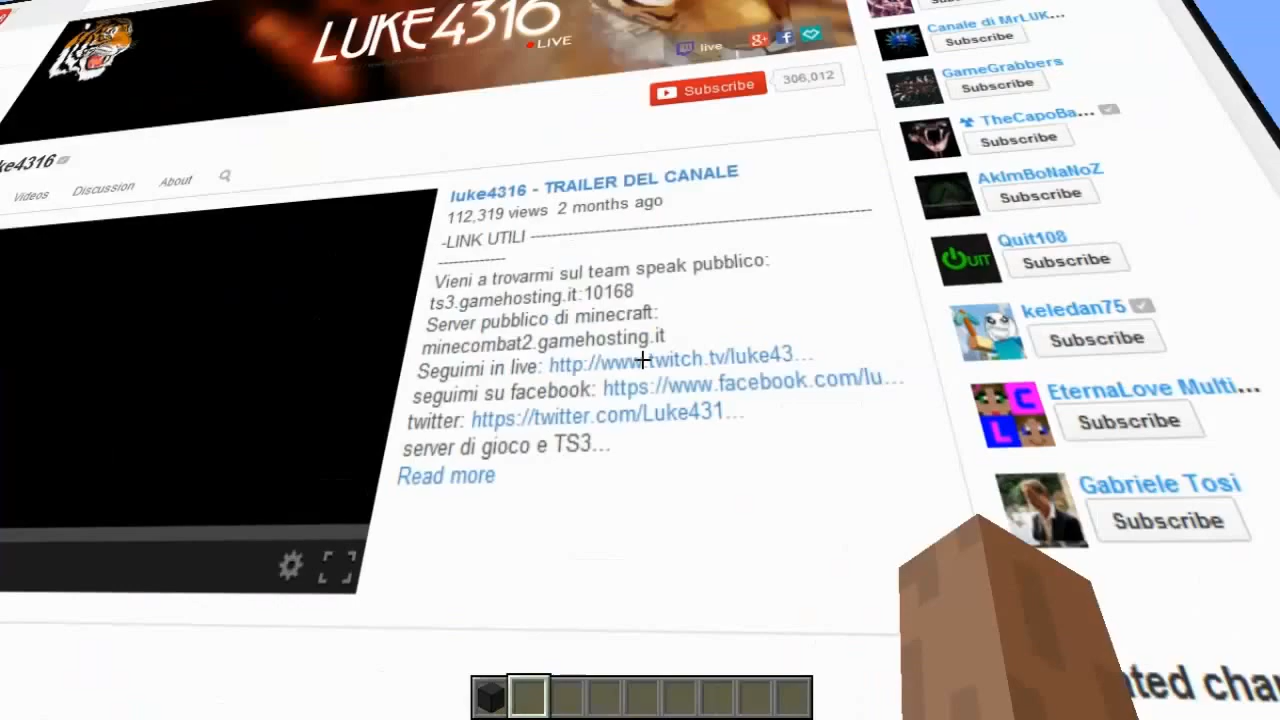 LUKE4316
LIVE
live
Subscribe 306,012
ke4316
Videos Discussion About
luke4316 - TRAILER DEL CANALE
112,319 views 2 months ago
-LINK UTILI ------------------------------------------------
-------------
Vieni a trovarmi sul team speak pubblico:
ts3.gamehosting.it:10168
Server pubblico di minecraft:
minecombat2.gamehosting.it
Seguimi in live: http://www.twitch.tv/luke43...
seguimi su facebook: https://www.facebook.com/lu...
twitter: https://twitter.com/Luke431...
server di gioco e TS3...
Read more
Canale di MrLUK...
Subscribe
GameGrabbers
Subscribe
TheCapoBa...
Subscribe
AkImBoNaNoZ
Subscribe
Quit108
Subscribe
keledan75
Subscribe
EternaLove Multi...
Subscribe
Gabriele Tosi
Subscribe
ated cha